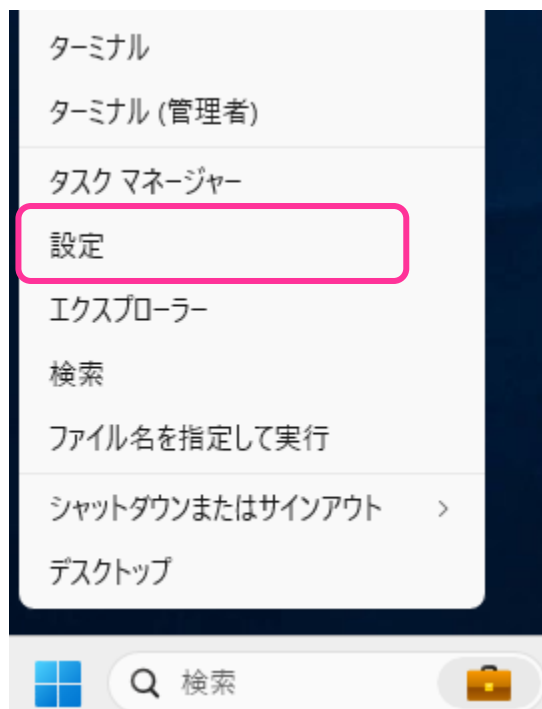 ターミナル
ターミナル (管理者)
タスク マネージャー
設定
エクスプローラー
検索
ファイル名を指定して実行
シャットダウンまたはサインアウト
デスクトップ
検索